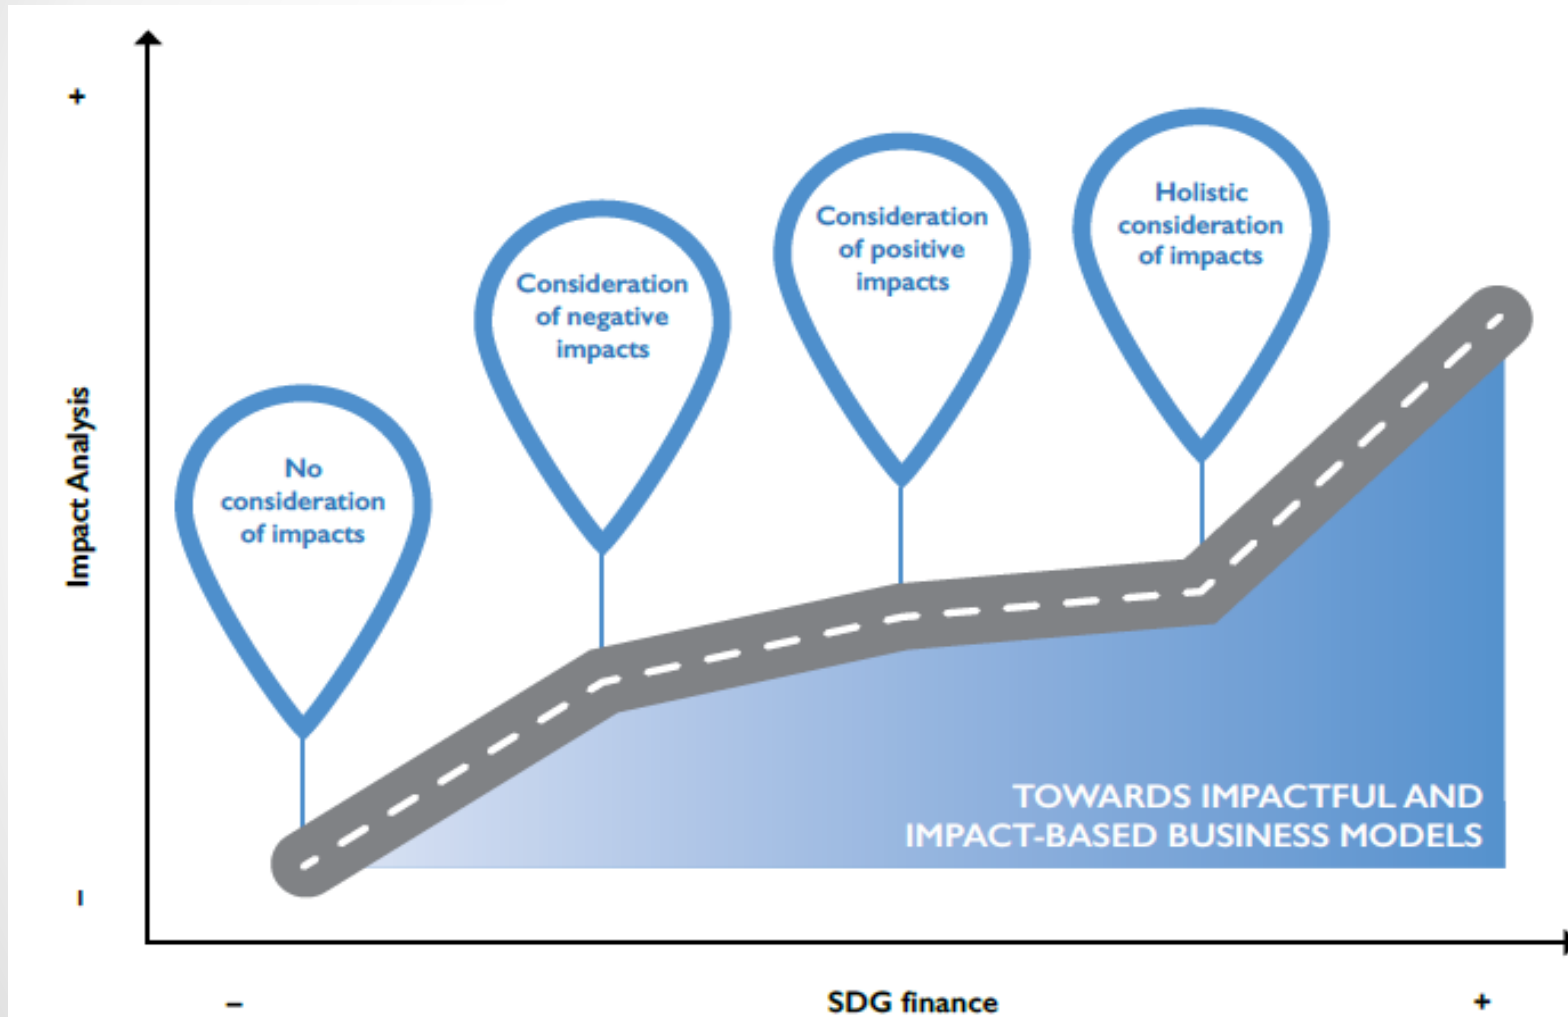 +
Holistic
consideration
of impacts
Consideration
of positive
impacts
Consideration
of negative
impacts
No
consideration
of impacts
Impact Analysis
TOWARDS IMPACTFUL AND
IMPACT-BASED BUSINESS MODELS
–
–
SDG finance
+